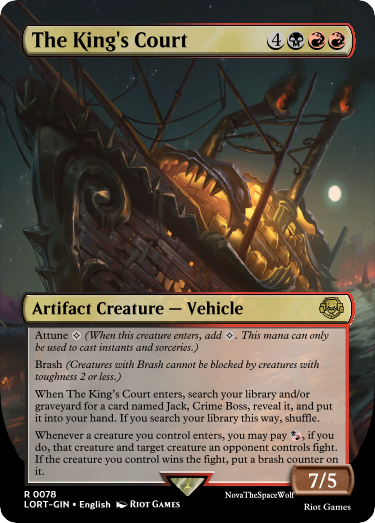 The King's Court
4
Artifact Creature — Vehicle
Attune (When this creature enters, add . This mana can only
be used to cast instants and sorceries.)
Brash (Creatures with Brash cannot be blocked by creatures with
toughness 2 or less.)
When The King's Court enters, search your library and/or
graveyard for a card named Jack, Crime Boss, reveal it, and put
it into your hand. If you search your library this way, shuffle.
Whenever a creature you control enters, you may pay , if you
do, that creature and target creature an opponent controls fight.
If the creature you control wins the fight, put a brash counter on
it.
7/5
R 0078
LORT-GIN • English Riot Games
NovaTheSpaceWolf
Riot Games